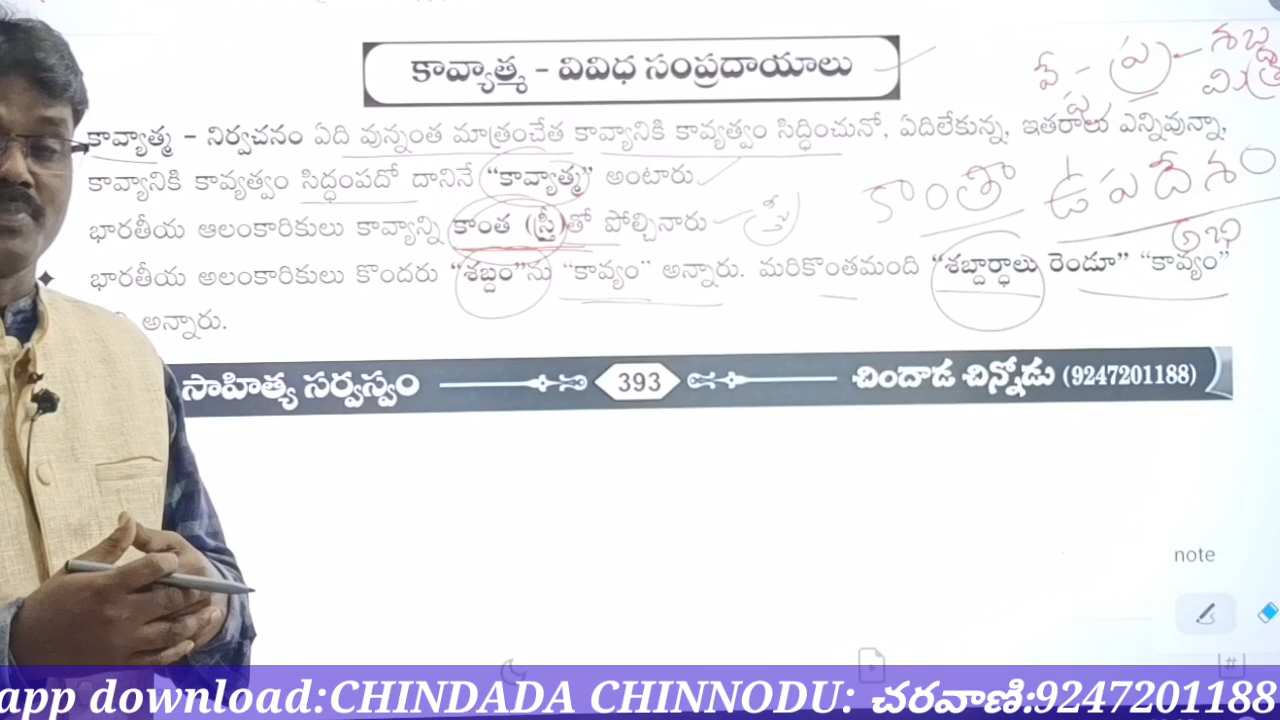 కావ్యాత్మ - వివిధ సంప్రదాయాలు
కావ్యాత్మ – నిర్వచనం ఏది వున్నంత మాత్రంచేత కావ్యానికి కావ్యత్వం సిద్ధించునో, ఏదిలేకున్న, ఇతరాలు ఎన్నివున్నా,
కావ్యానికి కావ్యత్వం సిద్ధంపదో దానినే "కావ్యాత్మ" అంటారు.
భారతీయ ఆలంకారికులు కావ్యాన్ని కాంత (స్త్రీ)తో పోల్చినారు
స్త్రీ
కాంతా ఉపదేశం
భారతీయ అలంకారికులు కొందరు "శబ్దం"ను "కావ్యం" అన్నారు. మరికొంతమంది "శబ్దార్థాలు రెండూ" "కావ్యం"
అన్నారు.
సాహిత్య సర్వస్వం 393 చిందాడ చిన్నోడు (9247201188)
note
app download:CHINDADA CHINNODU: చరవాణి:9247201188